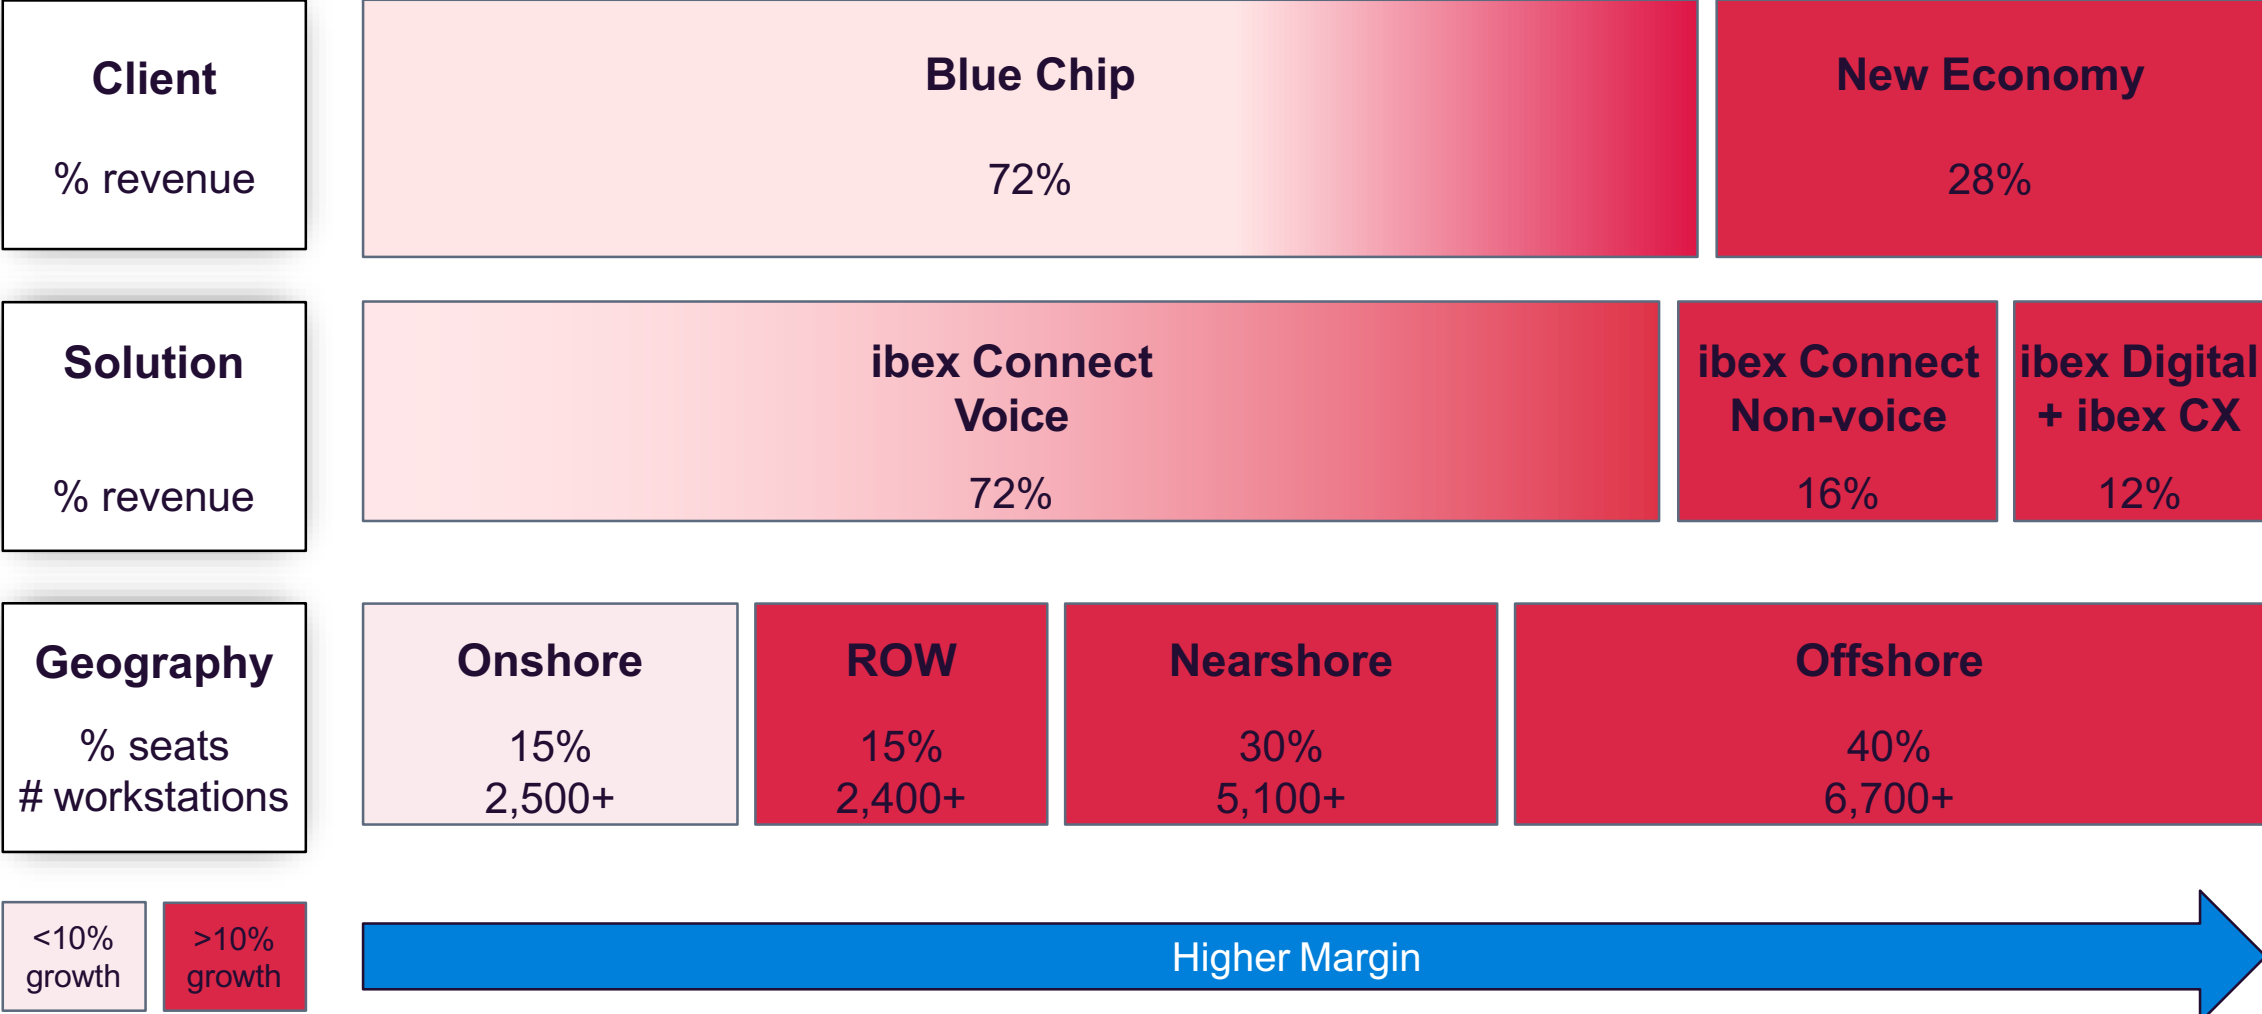 Client
% revenue
Blue Chip
72%
New Economy
28%
Solution
% revenue
ibex Connect
Voice
72%
ibex Connect
Non-voice
16%
ibex Digital
+ ibex CX
12%
Geography
% seats
# workstations
Onshore
15%
2,500+
ROW
15%
2,400+
Nearshore
30%
5,100+
Offshore
40%
6,700+
<10%
growth
>10%
growth
Higher Margin